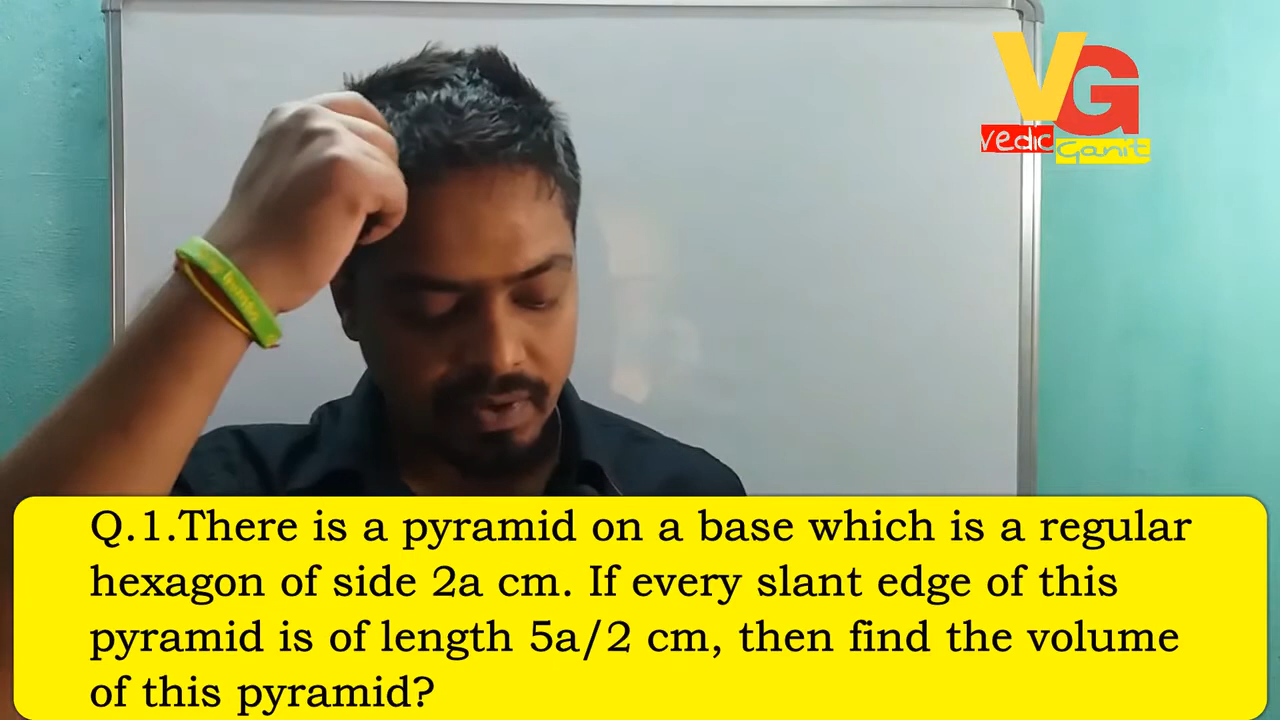 VG
vedic
Ganit
Q.1.There is a pyramid on a base which is a regular
hexagon of side 2a cm. If every slant edge of this
pyramid is of length 5a/2 cm, then find the volume
of this pyramid?